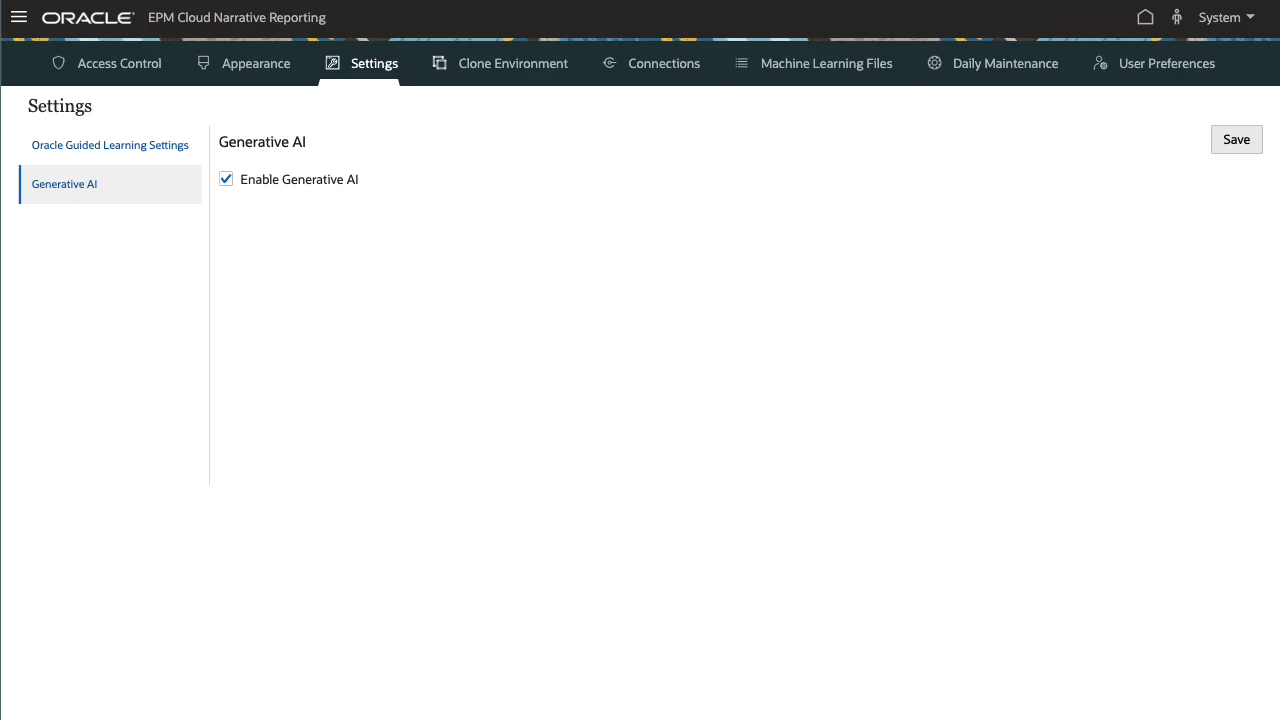 ORACLE EPM Cloud Narrative Reporting System
Access Control Appearance Settings Clone Environment Connections Machine Learning Files Daily Maintenance User Preferences
Settings
Oracle Guided Learning Settings
Generative AI
Generative AI
Save
Enable Generative AI